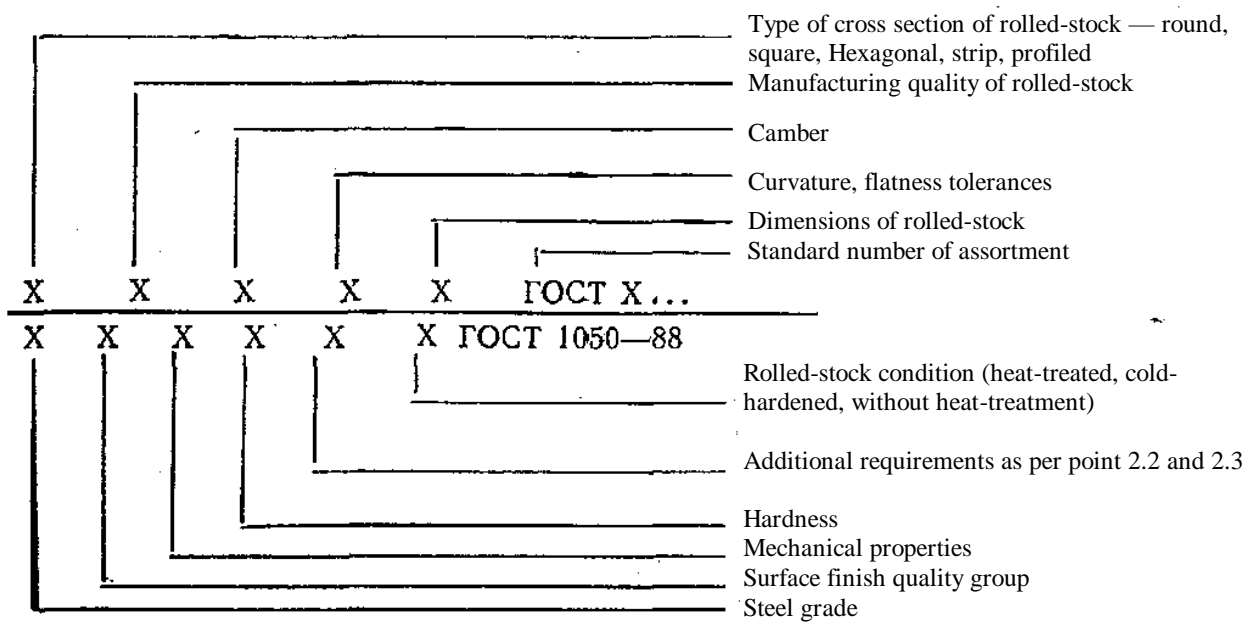 Type of cross section of rolled-stock — round,
square, Hexagonal, strip, profiled
Manufacturing quality of rolled-stock
Camber
Curvature, flatness tolerances
Dimensions of rolled-stock
Standard number of assortment
X X X X X ГОСТ X...
X X X X X X ГОСТ 1050—88
Rolled-stock condition (heat-treated, cold-
hardened, without heat-treatment)
Additional requirements as per point 2.2 and 2.3
Hardness
Mechanical properties
Surface finish quality group
Steel grade